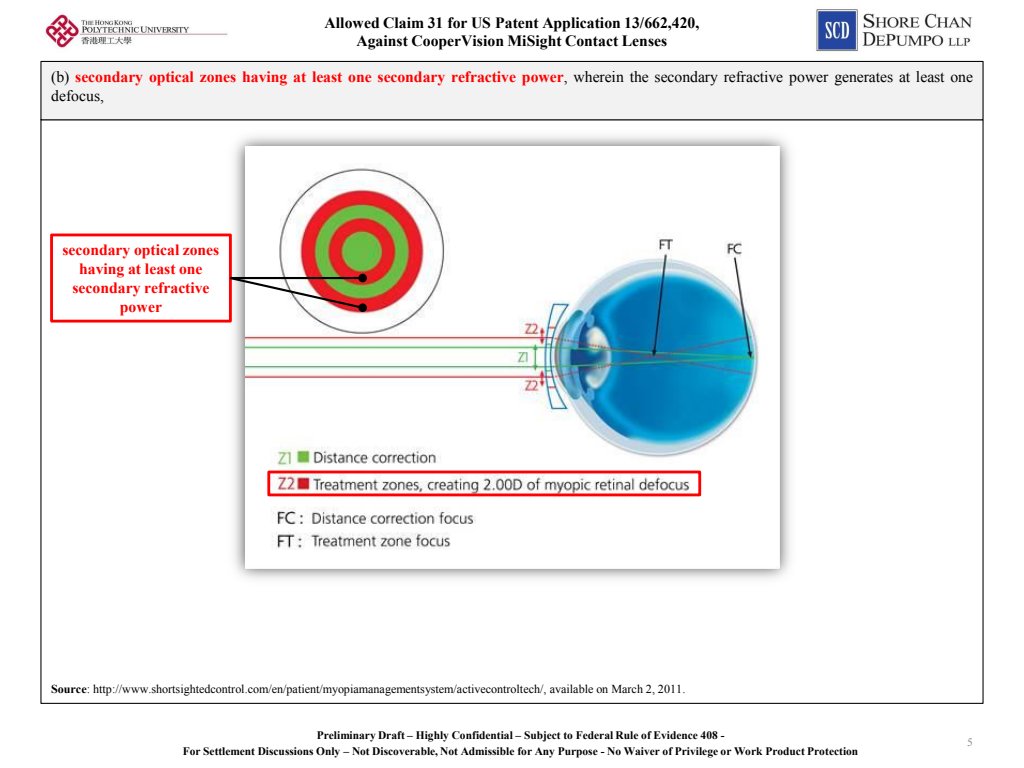 THE HONG KONG
POLYTECHNIC UNIVERSITY
香港理工大學
Allowed Claim 31 for US Patent Application 13/662,420,
Against CooperVision MiSight Contact Lenses
SCD
SHORE CHAN
DEPUMPO LLP
(b) secondary optical zones having at least one secondary refractive power, wherein the secondary refractive power generates at least one
defocus,
secondary optical zones
having at least one
secondary refractive
power
FT
FC
Z2
Z1
Z2
Z1 Distance correction
Z2 Treatment zones, creating 2.00D of myopic retinal defocus
FC : Distance correction focus
FT : Treatment zone focus
Source: http://www.shortsightedcontrol.com/en/patient/myopiamanagementsystem/activecontroltech/, available on March 2, 2011.
Preliminary Draft – Highly Confidential – Subject to Federal Rule of Evidence 408 -
For Settlement Discussions Only – Not Discoverable, Not Admissible for Any Purpose - No Waiver of Privilege or Work Product Protection
5